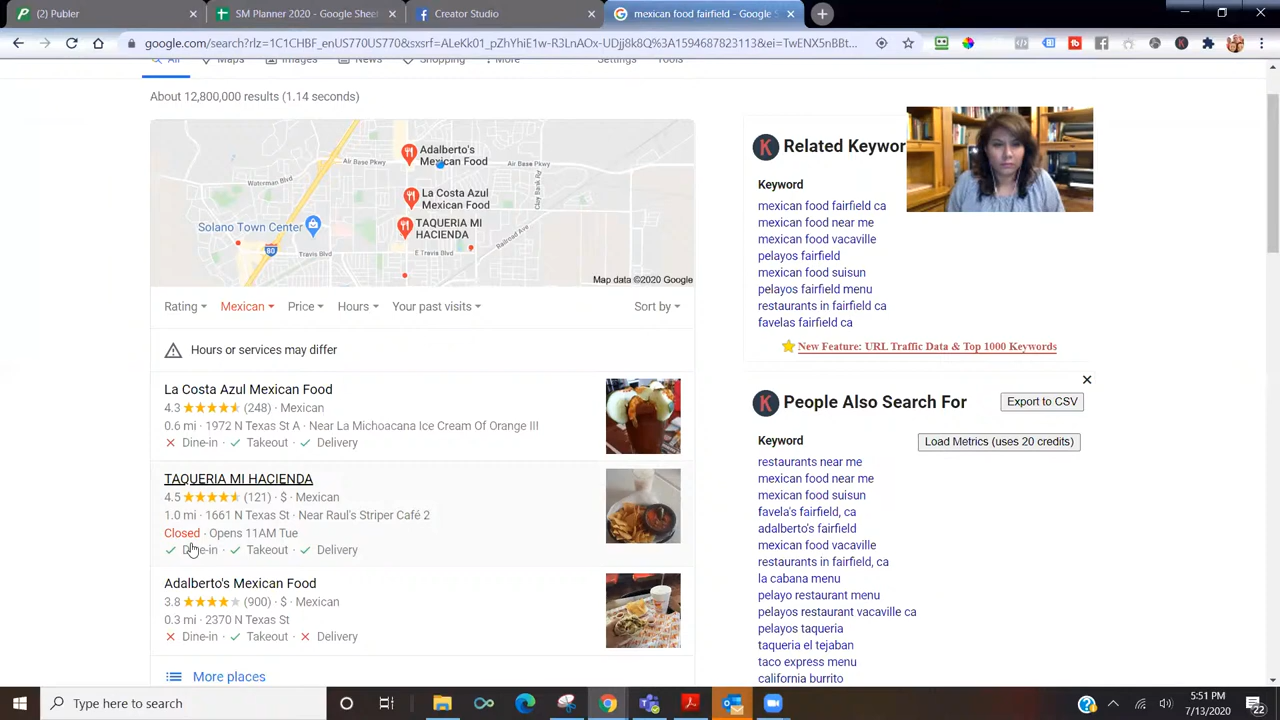 (2) Publer
SM Planner 2020
Creator Studio
mexican food fairfield -
google.com/search?rlz=1C1CHBF_enUS770US770&sxsrf=ALeKk01_pZhYhiE1w-R3LnAOx-UDjj8k8Q%3A1594687823113&ei=TwENX5nBBt...
All
Maps
Images
News
Shopping
More
Settings
Tools
About 12,800,000 results (1.14 seconds)
Adalberto's
Mexican Food
Air Base Pkwy
Air Base Pkwy
Waterman Blvd
Clay Bank Rd
La Costa Azul
Mexican Food
TAQUERIA MI
HACIENDA
Solano Town Center
80
Travis Blvd
E Travis Blvd
Railroad Ave
Map data ©2020 Google
Rating
Mexican
Price
Hours
Your past visits
Sort by
Hours or services may differ
La Costa Azul Mexican Food
4.3 (248) · Mexican
0.6 mi · 1972 N Texas St A · Near La Michoacana Ice Cream Of Orange III
Dine-in Takeout Delivery
TAQUERIA MI HACIENDA
4.5 (121) · $ · Mexican
1.0 mi · 1661 N Texas St · Near Raul's Striper Café 2
Closed · Opens 11AM Tue
Dine-in Takeout Delivery
Adalberto's Mexican Food
3.8 (900) · $ · Mexican
0.3 mi · 2370 N Texas St
Dine-in Takeout Delivery
More places
K Related Keywor
Keyword
mexican food fairfield ca
mexican food near me
mexican food vacaville
pelayos fairfield
mexican food suisun
pelayos fairfield menu
restaurants in fairfield ca
favelas fairfield ca
New Feature: URL Traffic Data & Top 1000 Keywords
K People Also Search For
Export to CSV
Keyword
Load Metrics (uses 20 credits)
restaurants near me
mexican food near me
mexican food suisun
favela's fairfield, ca
adalberto's fairfield
mexican food vacaville
restaurants in fairfield, ca
la cabana menu
pelayo restaurant menu
pelayos restaurant vacaville ca
pelayos taqueria
taqueria el tejaban
taco express menu
california burrito
Type here to search
5:51 PM
7/13/2020
22